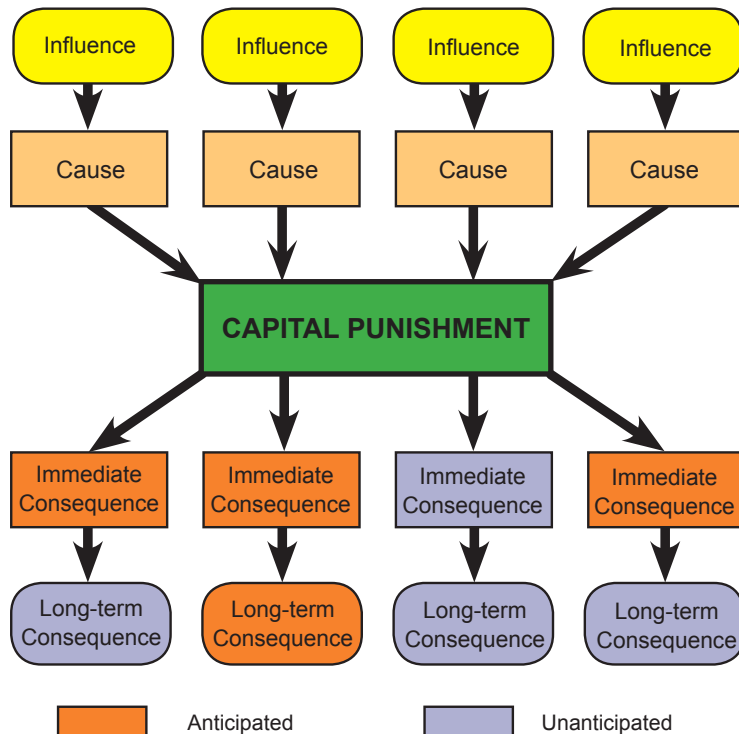 Influence
Influence
Influence
Influence
Cause
Cause
Cause
Cause
CAPITAL PUNISHMENT
Immediate
Consequence
Immediate
Consequence
Immediate
Consequence
Immediate
Consequence
Long-term
Consequence
Long-term
Consequence
Long-term
Consequence
Long-term
Consequence
Anticipated
Unanticipated